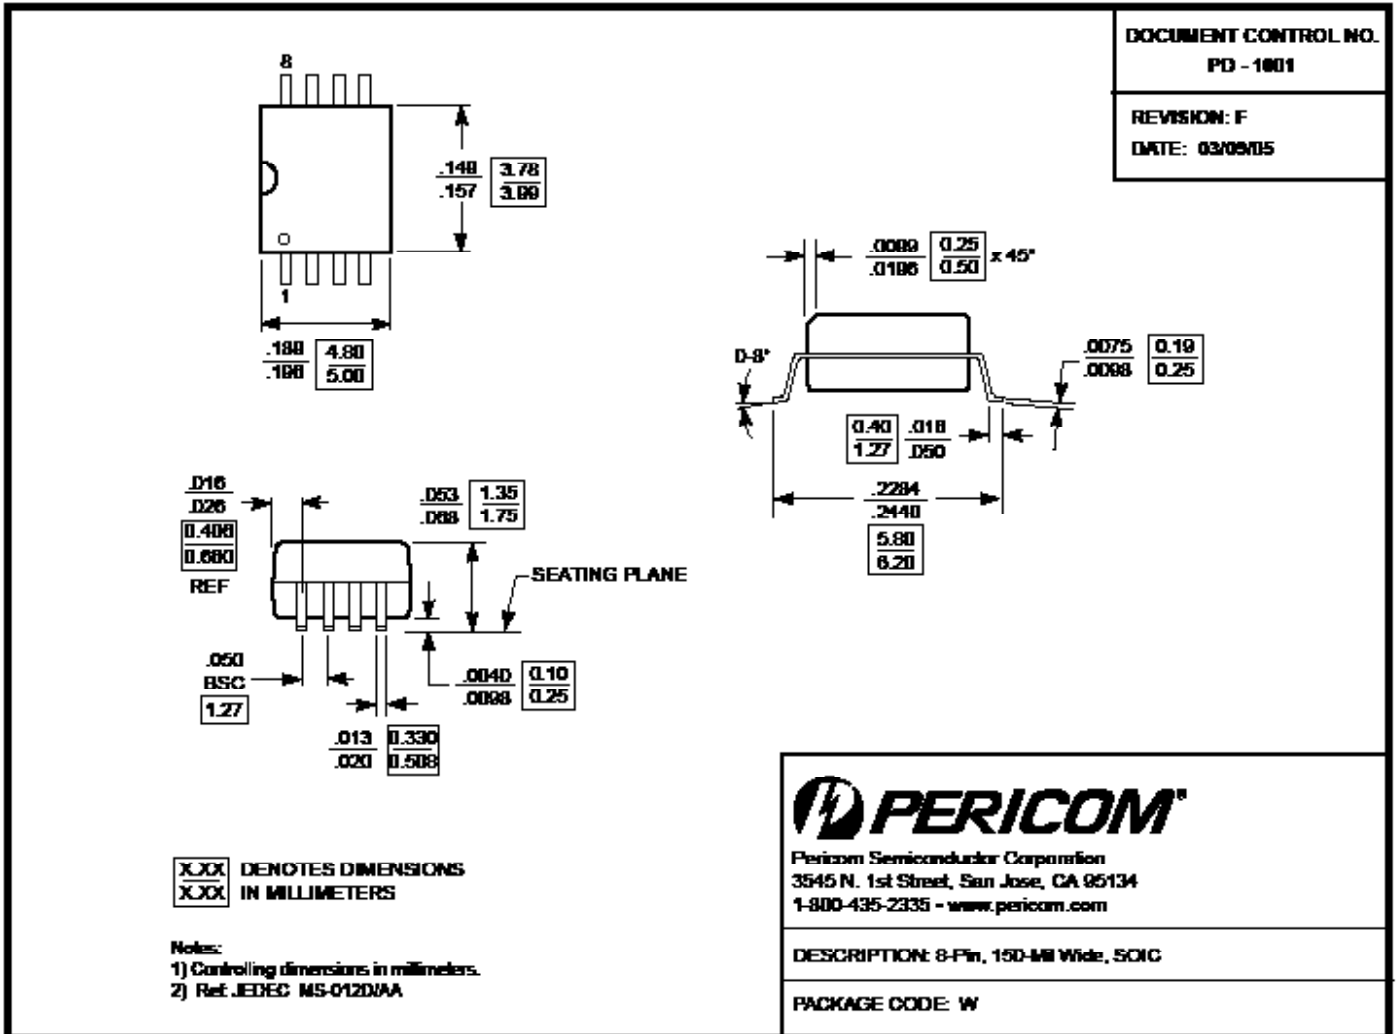 DOCUMENT CONTROL NO.
PD - 1001
REVISION: F
DATE: 03/09/05
8
.149 3.78
.157 3.99
1
.189 4.80
.196 5.00
.0099 0.25
.0196 0.50
x 45°
0-8°
.0075 0.19
.0098 0.25
0.40 .016
1.27 .050
.2284
.2440
5.80
6.20
.016
.026
0.406
0.660
REF
.053 1.35
.068 1.75
SEATING PLANE
.050
BSC
1.27
.0040 0.10
.0098 0.25
.013 0.330
.020 0.508
X.XX DENOTES DIMENSIONS
X.XX IN MILLIMETERS
Notes:
1) Controlling dimensions in millimeters.
2) Ref: JEDEC MS-012D/AA
PERICOM®
Pericom Semiconductor Corporation
3545 N. 1st Street, San Jose, CA 95134
1-800-435-2335 • www.pericom.com
DESCRIPTION: 8-Pin, 150-Mil Wide, SOIC
PACKAGE CODE: W